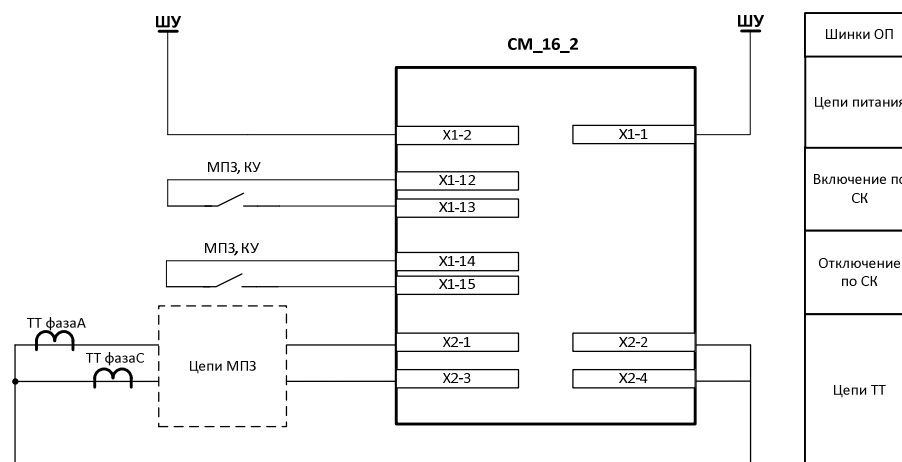 ШУ
ШУ
СМ_16_2
X1-2
X1-1
МПЗ, КУ
X1-12
X1-13
МПЗ, КУ
X1-14
X1-15
ТТ фазаА
ТТ фазаС
Цепи МПЗ
X2-1
X2-2
X2-3
X2-4
Шинки ОП
Цепи питания
Включение по
СК
Отключение
по СК
Цепи ТТ